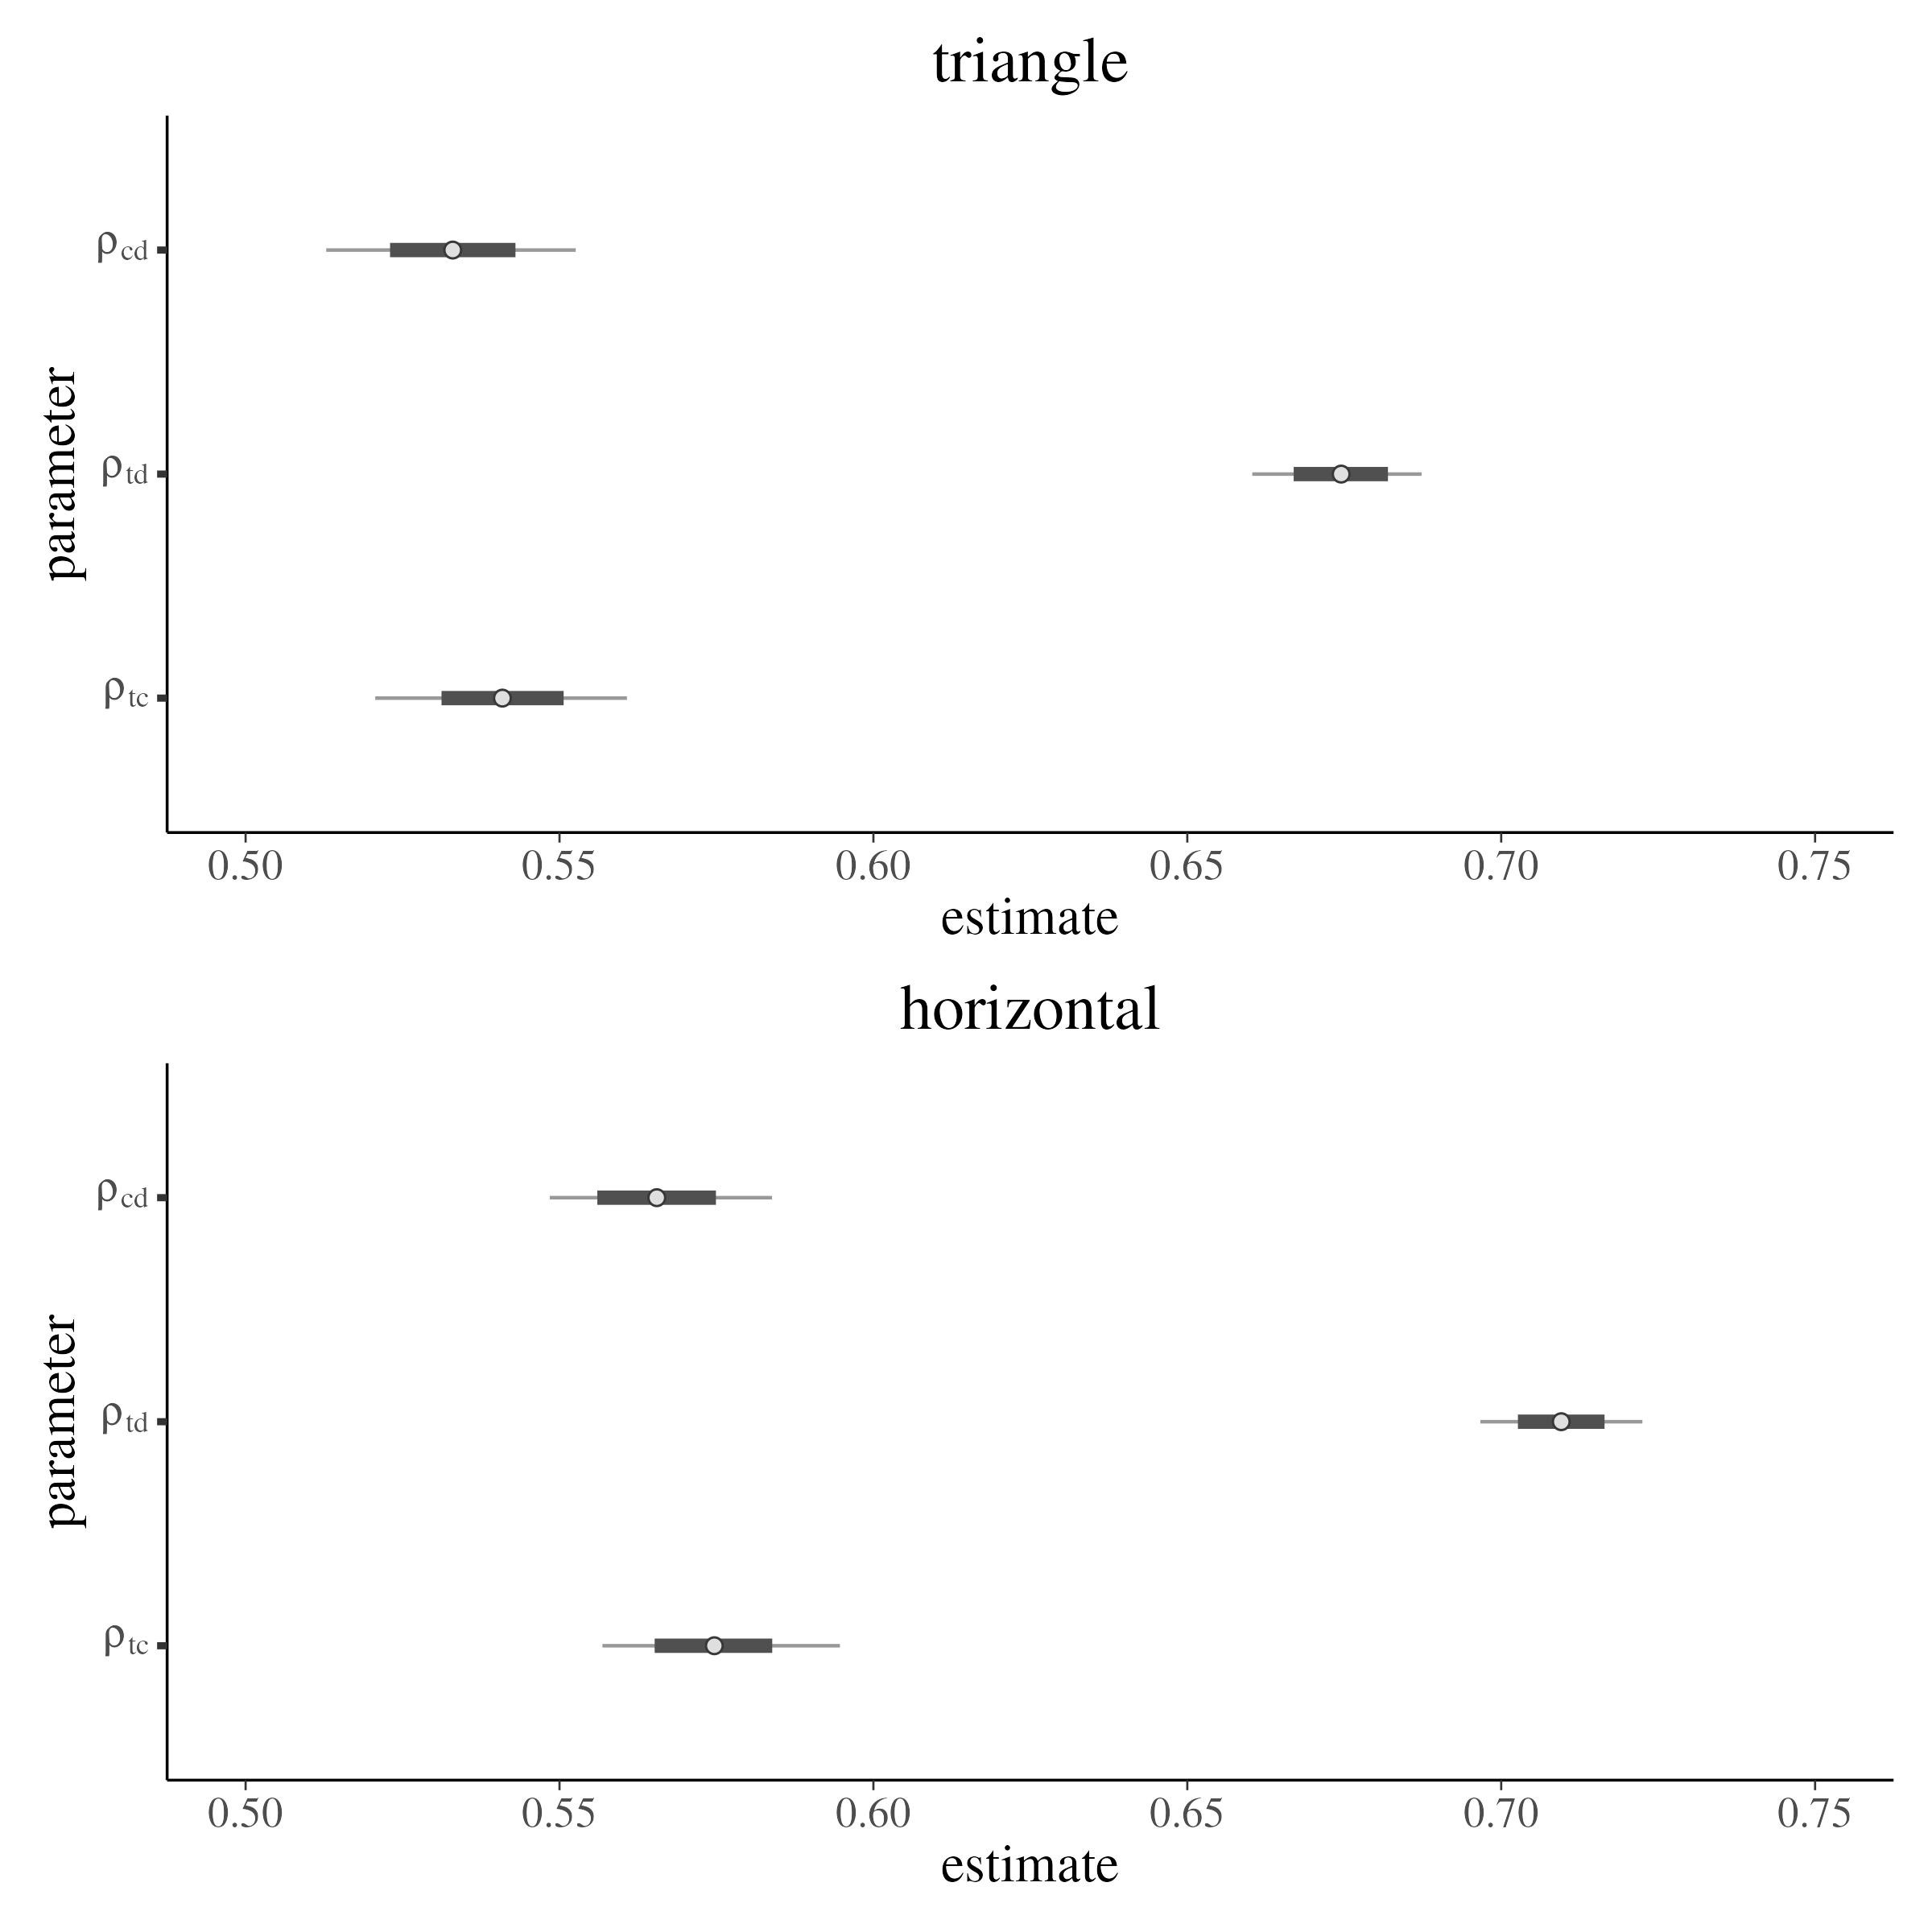 triangle
parameter
ρcd
ρtd
ρtc
0.50 0.55 0.60 0.65 0.70 0.75
estimate
horizontal
parameter
ρcd
ρtd
ρtc
0.50 0.55 0.60 0.65 0.70 0.75
estimate